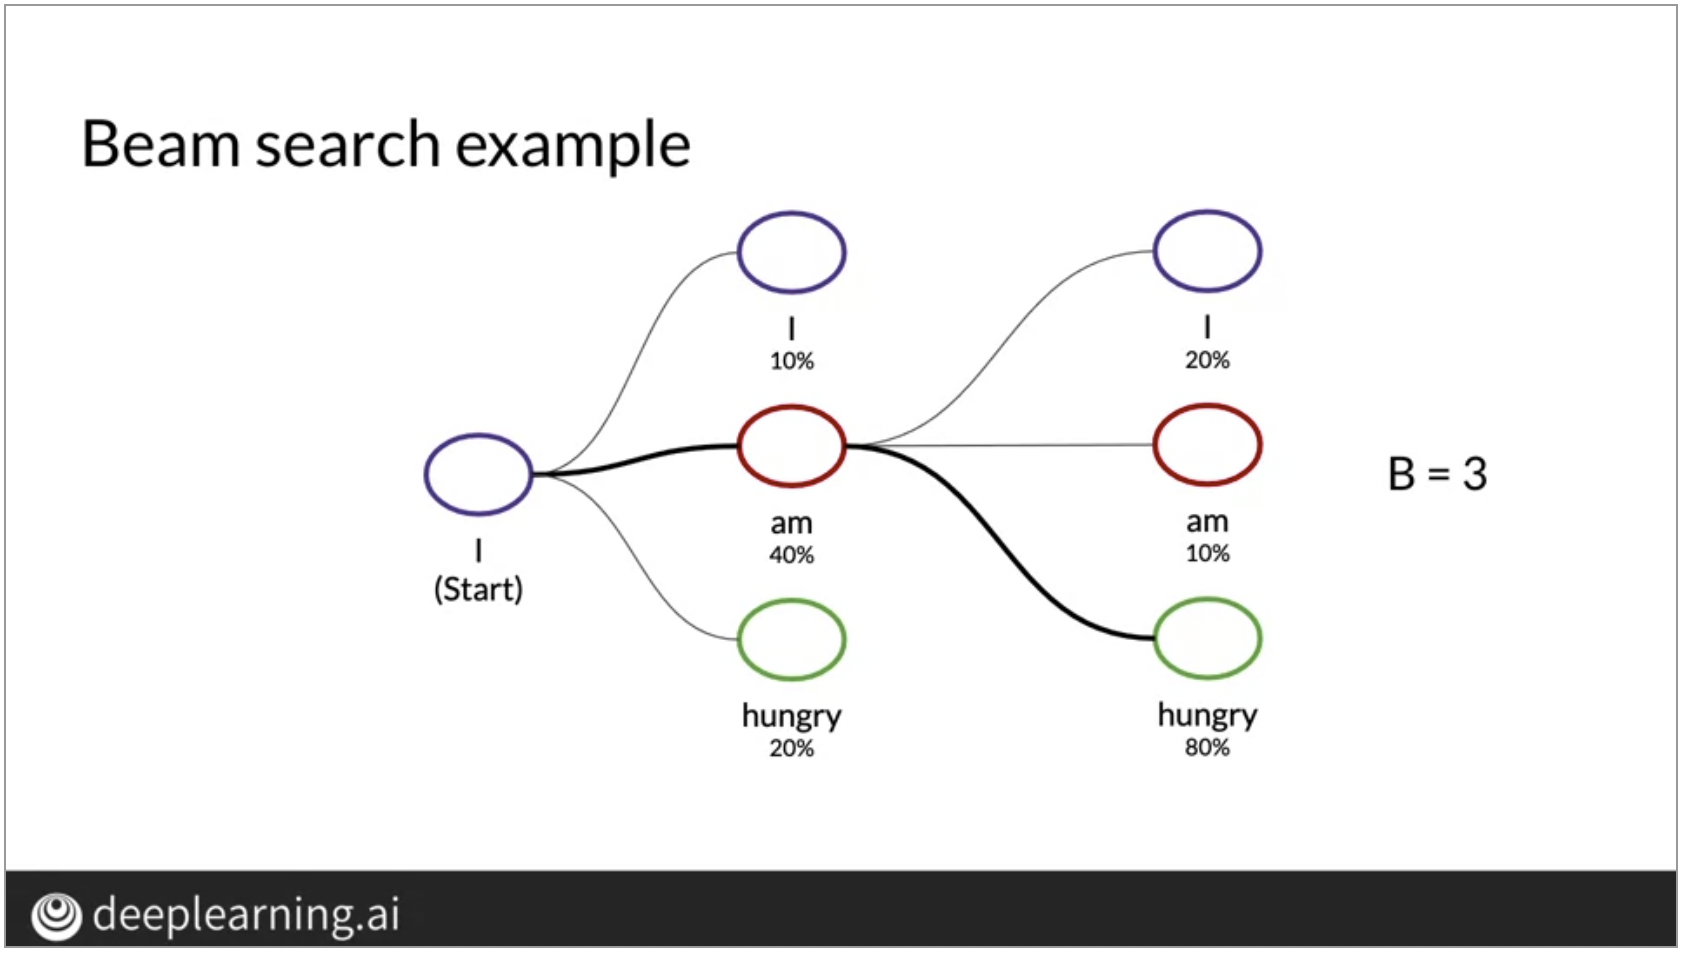 Beam search example
I
(Start)
I
10%
am
40%
hungry
20%
I
20%
am
10%
hungry
80%
B = 3
deeplearning.ai